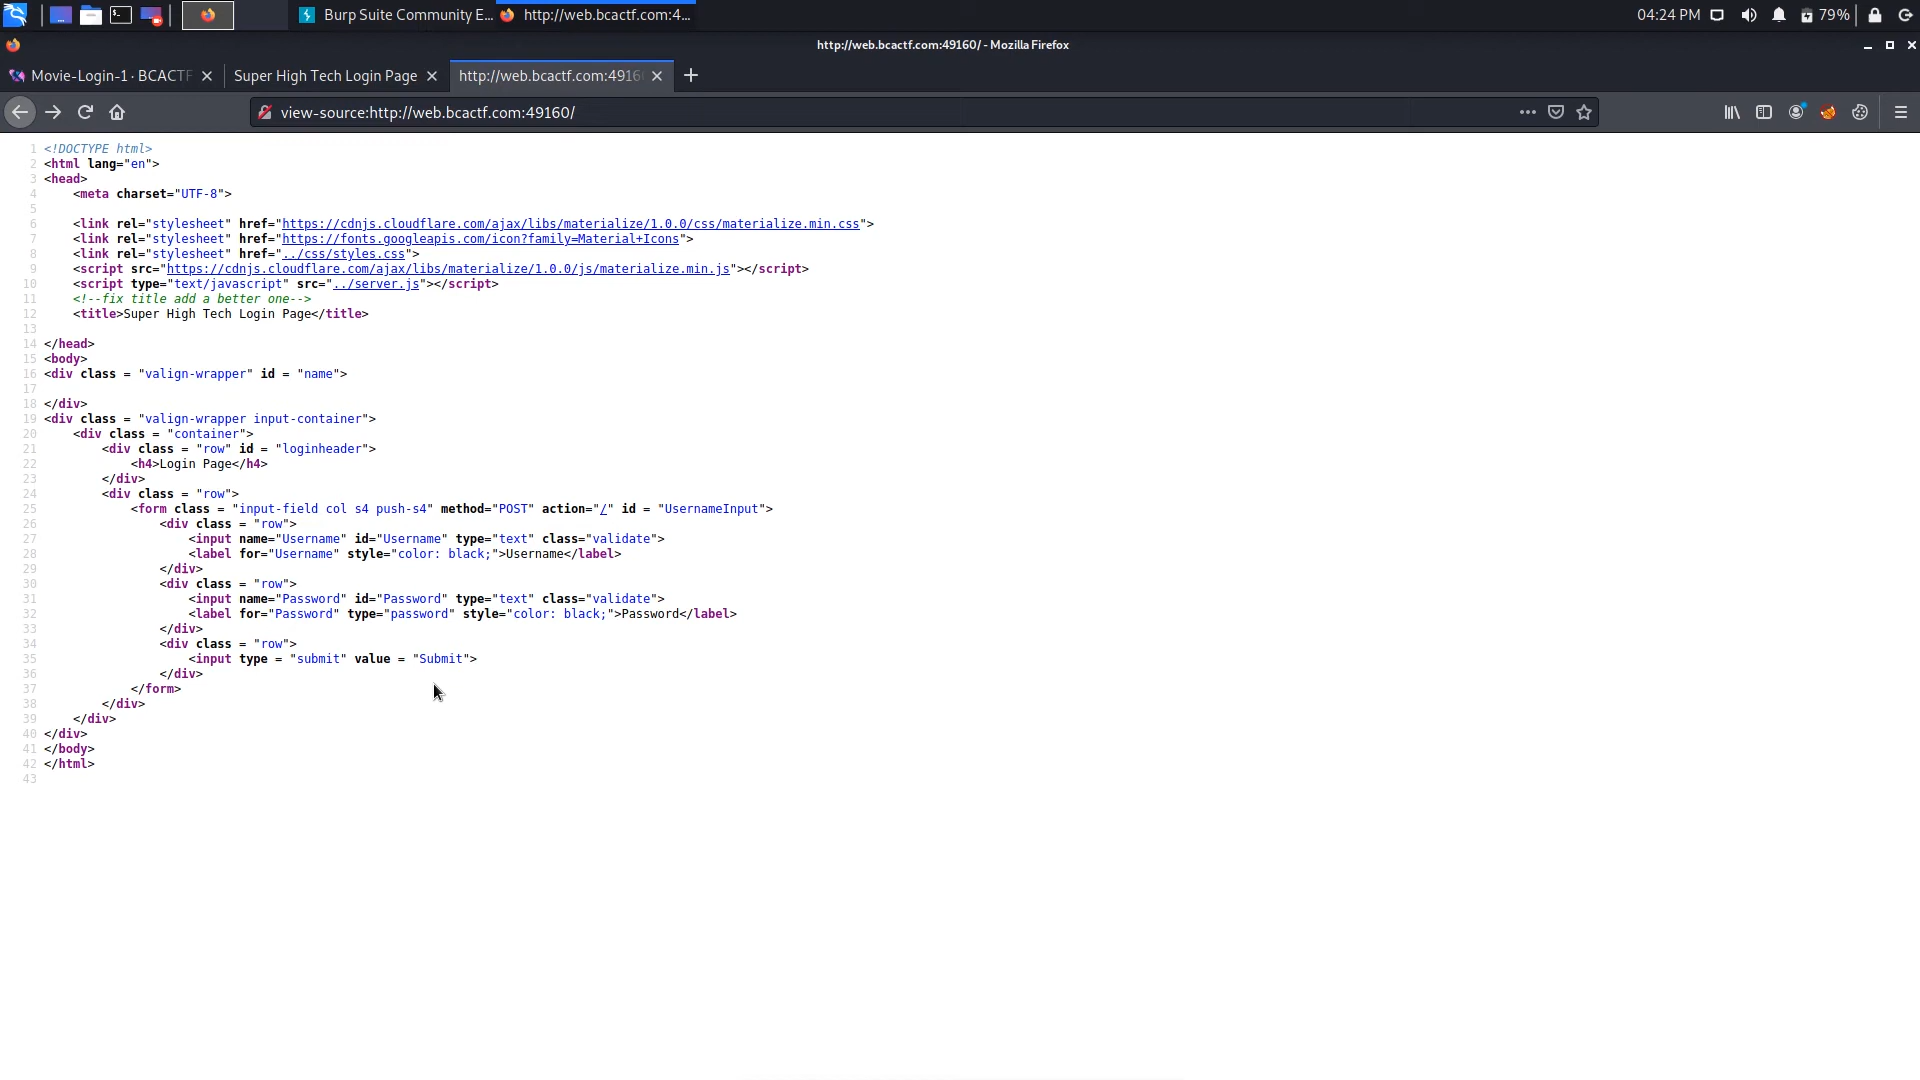 04:24 PM
79%
Burp Suite Community E...
http://web.bcactf.com:4...
http://web.bcactf.com:49160/ - Mozilla Firefox
Movie-Login-1 · BCACTF
Super High Tech Login Page
http://web.bcactf.com:4916
view-source:http://web.bcactf.com:49160/
1 <!DOCTYPE html>
2 <html lang="en">
3 <head>
4 <meta charset="UTF-8">
5
6 <link rel="stylesheet" href="https://cdnjs.cloudflare.com/ajax/libs/materialize/1.0.0/css/materialize.min.css">
7 <link rel="stylesheet" href="https://fonts.googleapis.com/icon?family=Material+Icons">
8 <link rel="stylesheet" href="../css/styles.css">
9 <script src="https://cdnjs.cloudflare.com/ajax/libs/materialize/1.0.0/js/materialize.min.js"></script>
10 <script type="text/javascript" src="../server.js"></script>
11 <!--fix title add a better one-->
12 <title>Super High Tech Login Page</title>
13
14 </head>
15 <body>
16 <div class = "valign-wrapper" id = "name">
17
18 </div>
19 <div class = "valign-wrapper input-container">
20 <div class = "container">
21 <div class = "row" id = "loginheader">
22 <h4>Login Page</h4>
23 </div>
24 <div class = "row">
25 <form class = "input-field col s4 push-s4" method="POST" action="/" id = "UsernameInput">
26 <div class = "row">
27 <input name="Username" id="Username" type="text" class="validate">
28 <label for="Username" style="color: black;">Username</label>
29 </div>
30 <div class = "row">
31 <input name="Password" id="Password" type="text" class="validate">
32 <label for="Password" type="password" style="color: black;">Password</label>
33 </div>
34 <div class = "row">
35 <input type = "submit" value = "Submit">
36 </div>
37 </form>
38 </div>
39 </div>
40 </div>
41 </body>
42 </html>
43